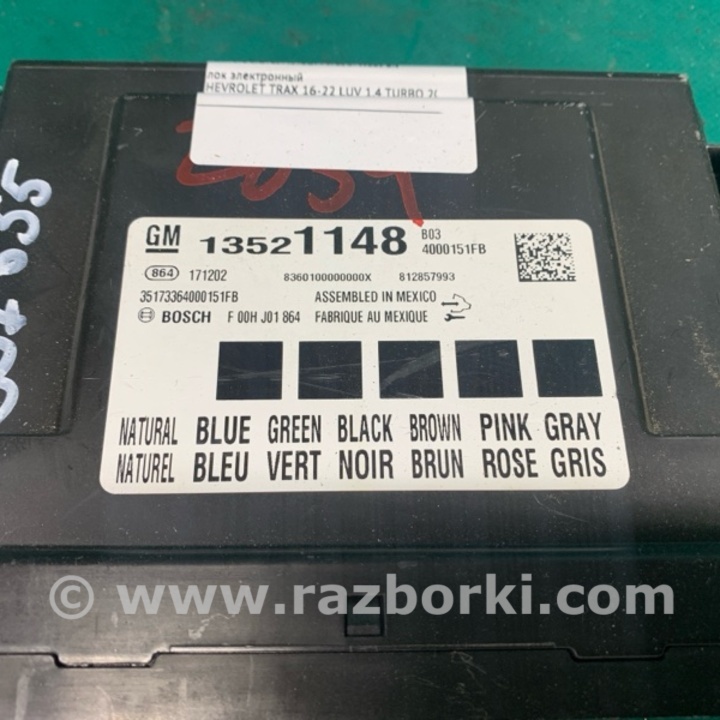 лок электронный
HEVROLET TRAX 16-22 LUV 1.4 TURBO 20
GM 13521148 B03
4000151FB
864 171202 8360100000000X 812857993
35173364000151FB ASSEMBLED IN MEXICO
BOSCH F 00H J01 864 FABRIQUE AU MEXIQUE
NATURAL BLUE GREEN BLACK BROWN PINK GRAY
NATUREL BLEU VERT NOIR BRUN ROSE GRIS
© www.razborki.com